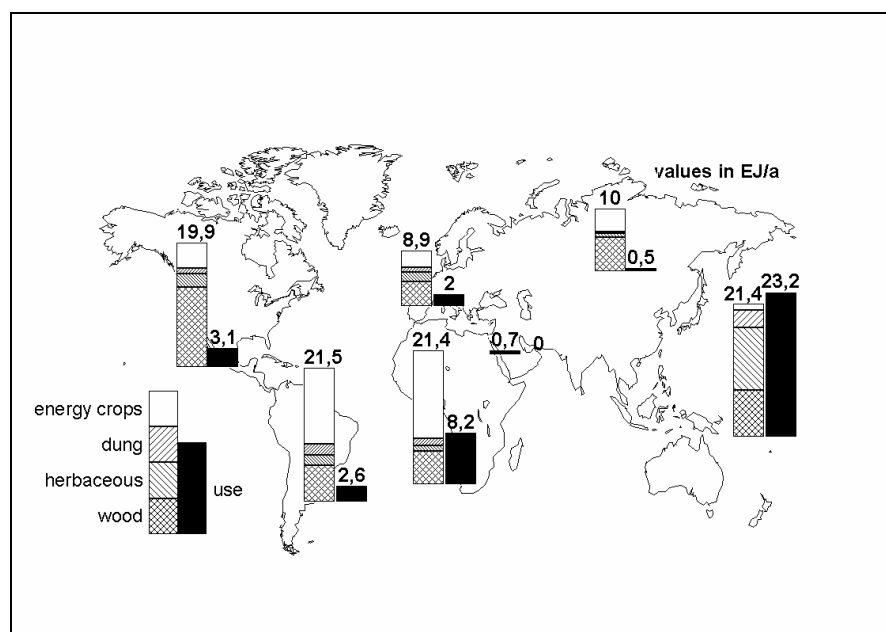 values in EJ/a
10
0,5
19,9
3,1
8,9
2
21,4
23,2
0,7
0
21,5
2,6
21,4
8,2
energy crops
dung
herbaceous
wood
use